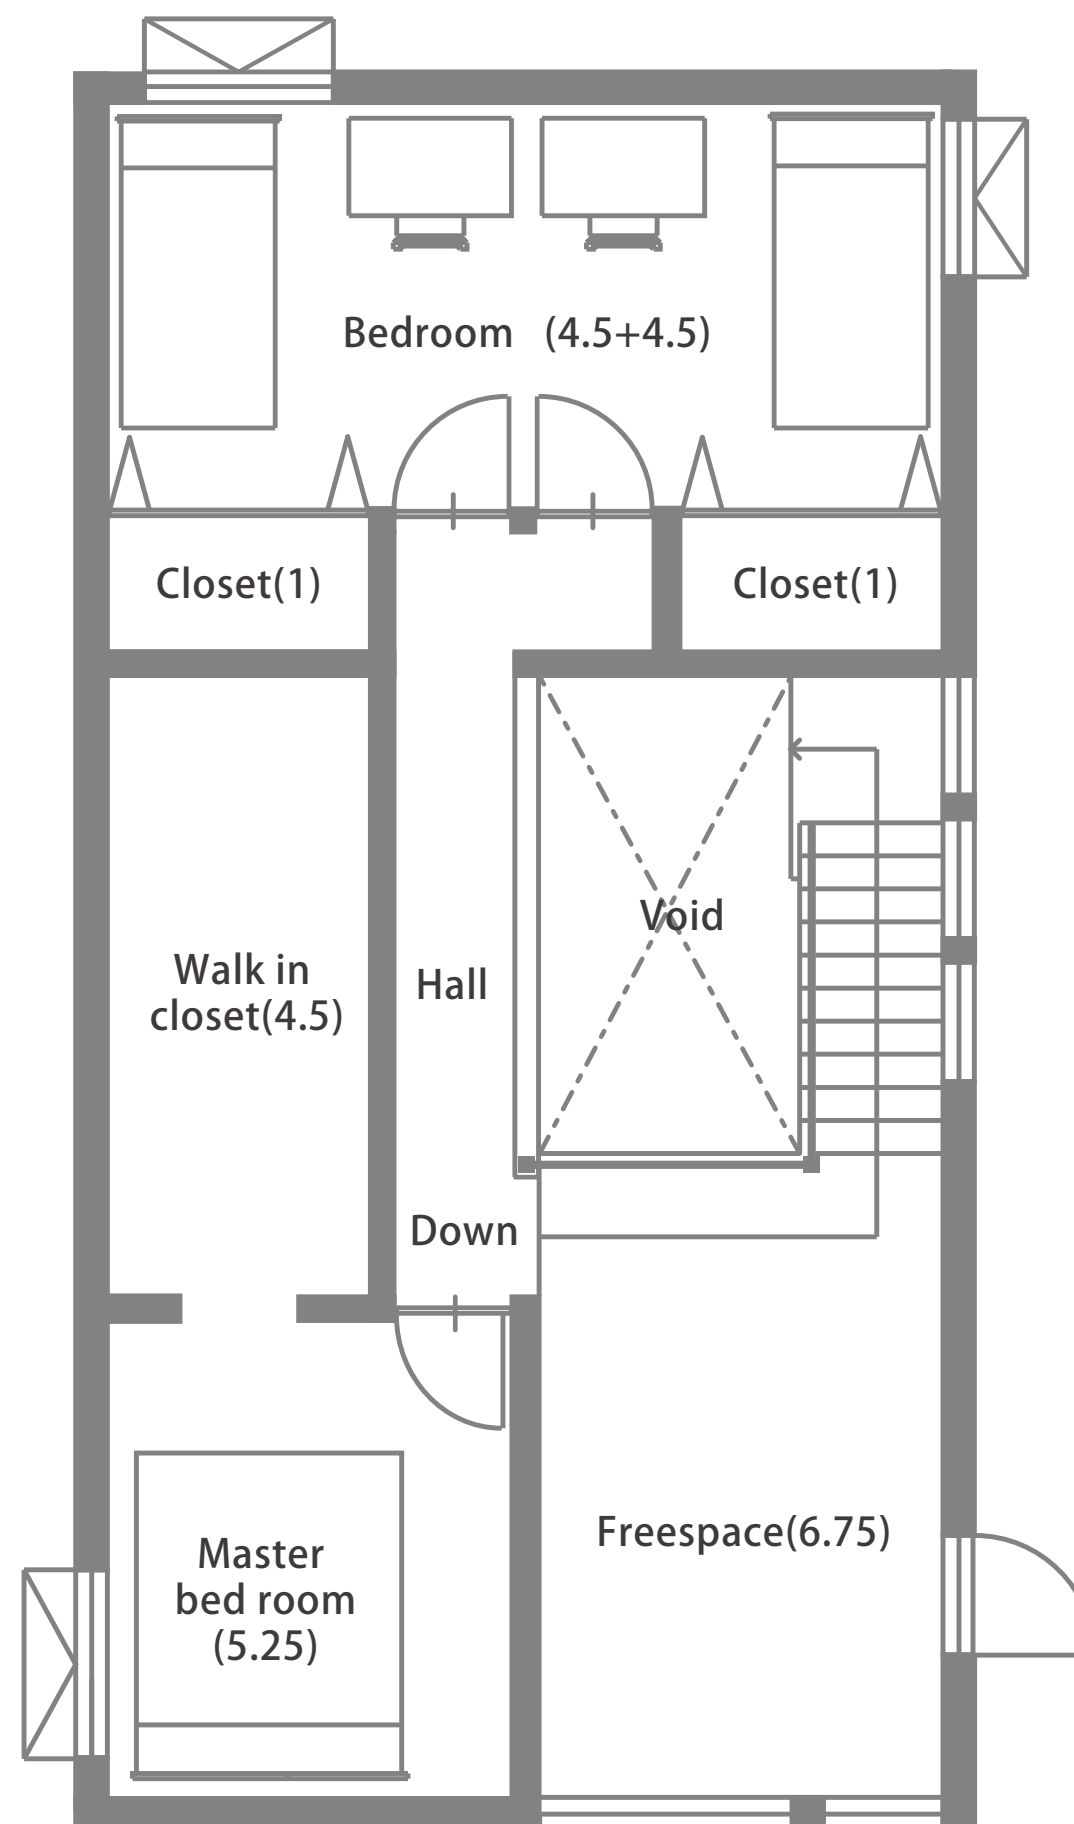 Bedroom (4.5+4.5)
Closet(1)
Closet(1)
Void
Walk in
closet(4.5)
Hall
Down
Freespace(6.75)
Master
bed room
(5.25)